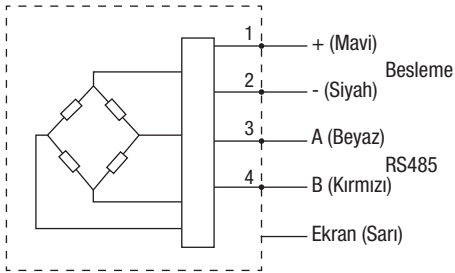 1 + (Mavi)
Besleme
2 - (Siyah)
3 A (Beyaz)
RS485
4 B (Kırmızı)
Ekran (Sarı)